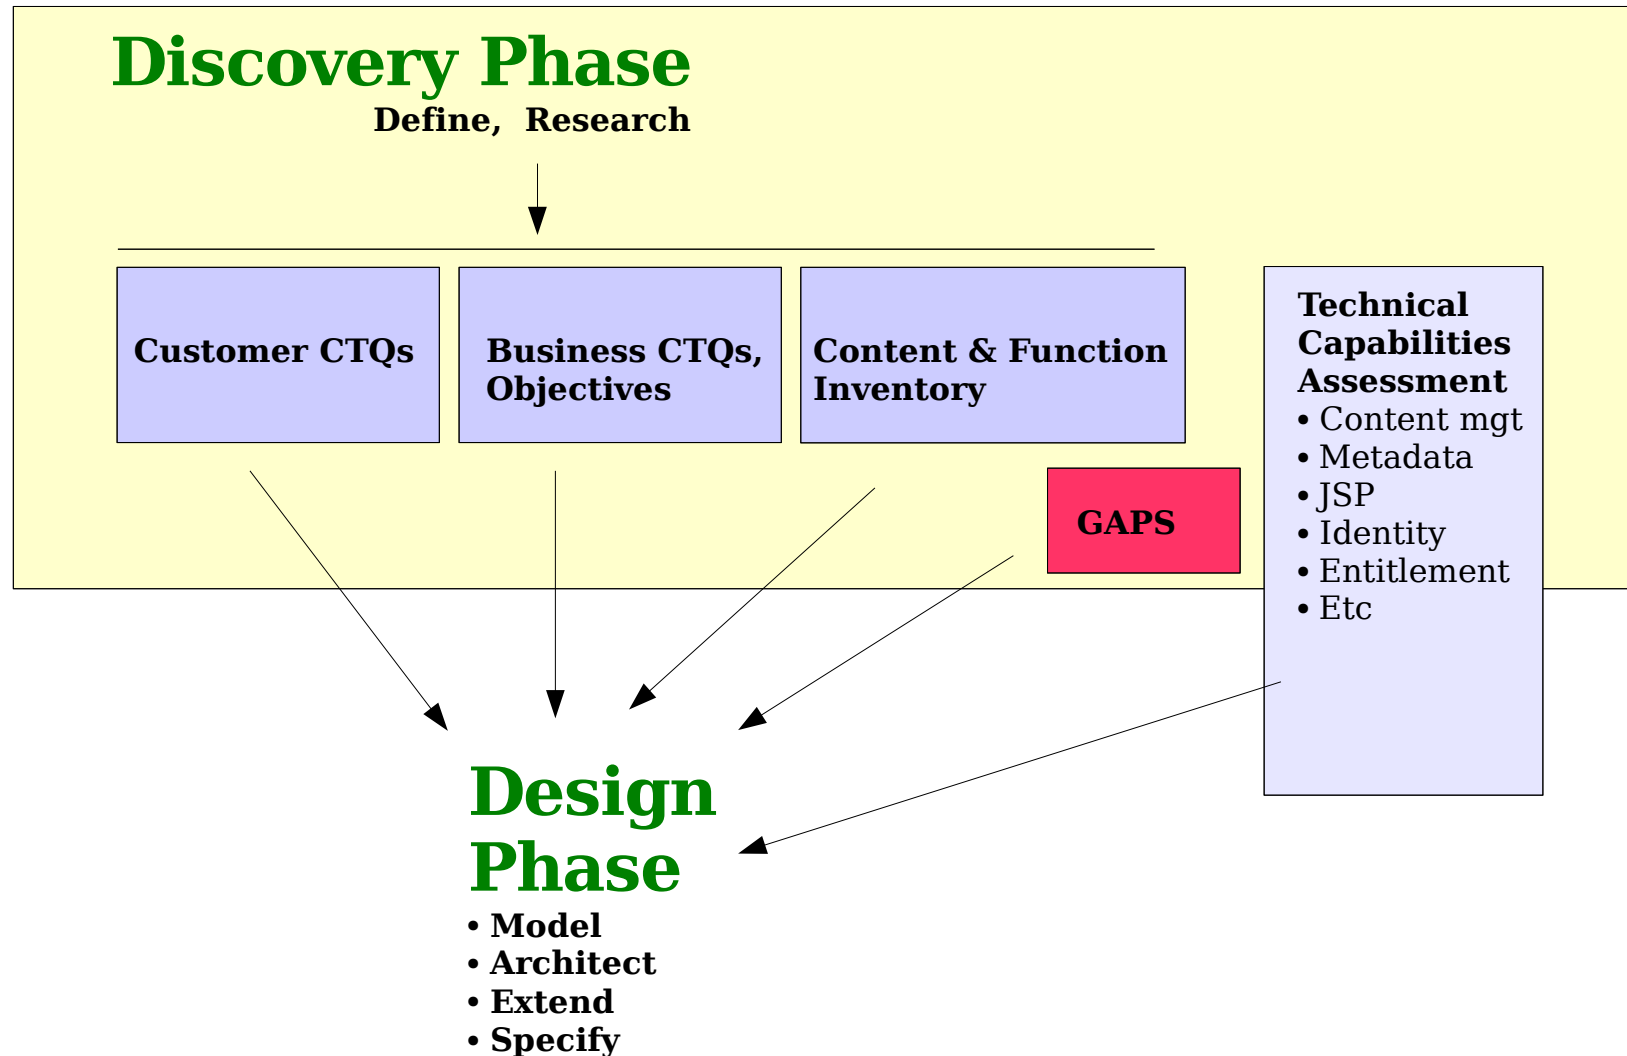 Discovery Phase
Define, Research
Customer CTQs
Business CTQs,
Objectives
Content & Function
Inventory
GAPS
Technical
Capabilities
Assessment
• Content mgt
• Metadata
• JSP
• Identity
• Entitlement
• Etc
Design
Phase
• Model
• Architect
• Extend
• Specify